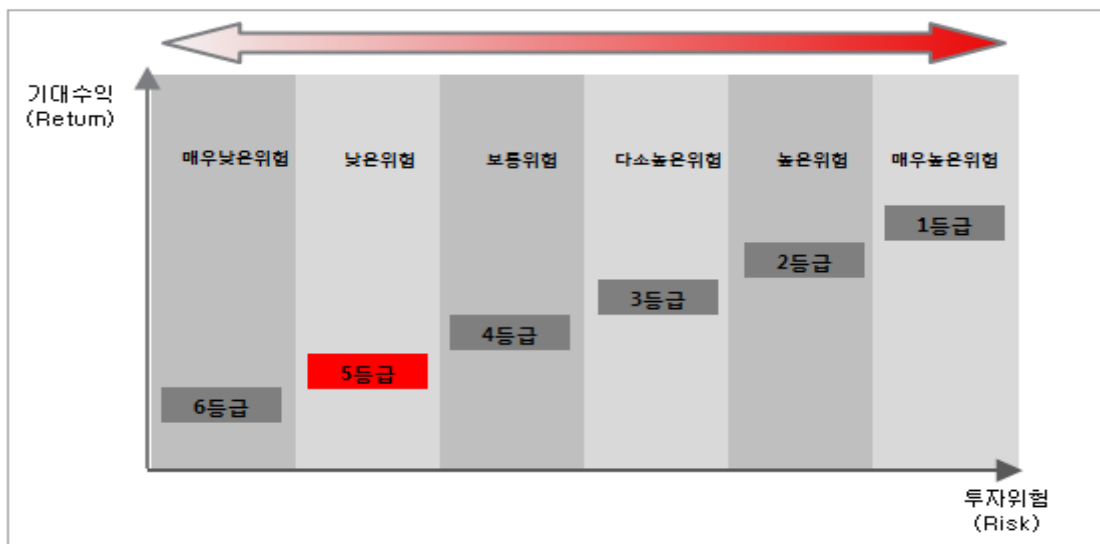 기대수익
(Return)
매우낮은위험 낮은위험 보통위험 다소높은위험 높은위험 매우높은위험
1등급
2등급
3등급
4등급
5등급
6등급
투자위험
(Risk)